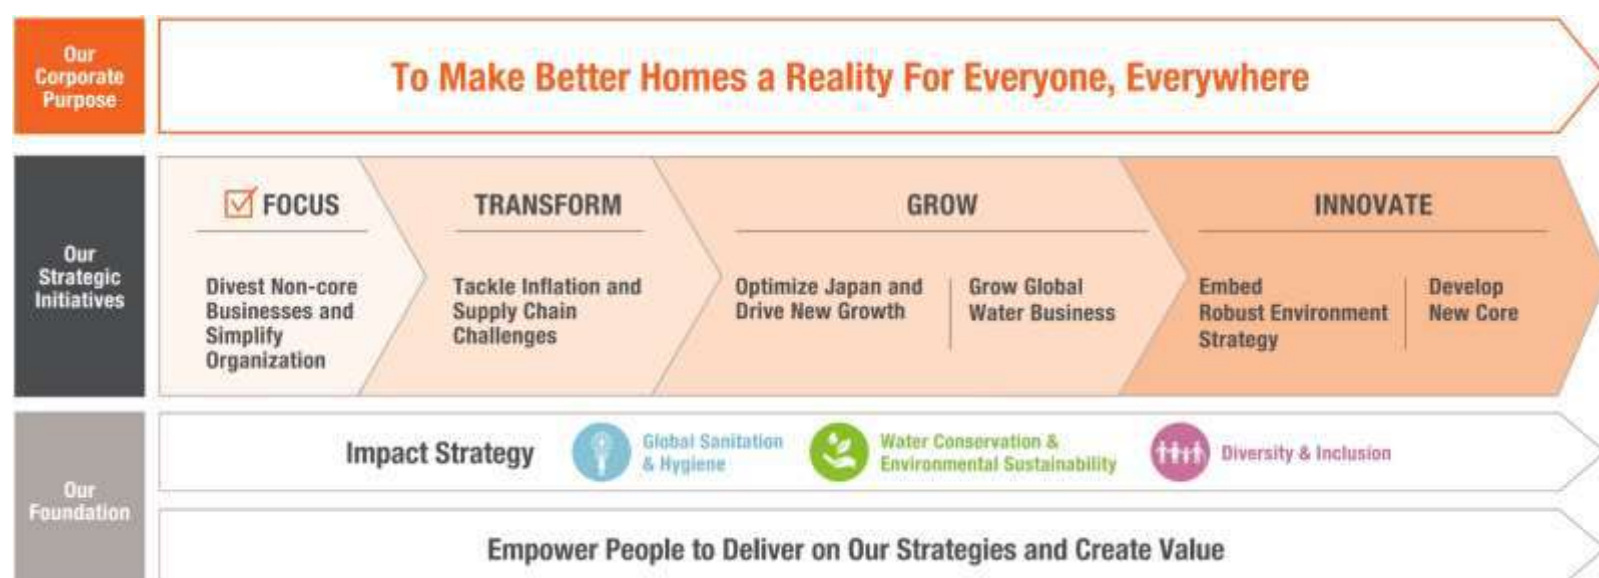 Our
Corporate
Purpose
To Make Better Homes a Reality For Everyone, Everywhere
Our
Strategic
Initiatives
FOCUS
Divest Non-core
Businesses and
Simplify
Organization
TRANSFORM
Tackle Inflation and
Supply Chain
Challenges
GROW
Optimize Japan and
Drive New Growth
Grow Global
Water Business
INNOVATE
Embed
Robust Environment
Strategy
Develop
New Core
Our
Foundation
Impact Strategy
Global Sanitation
& Hygiene
Water Conservation &
Environmental Sustainability
Diversity & Inclusion
Empower People to Deliver on Our Strategies and Create Value